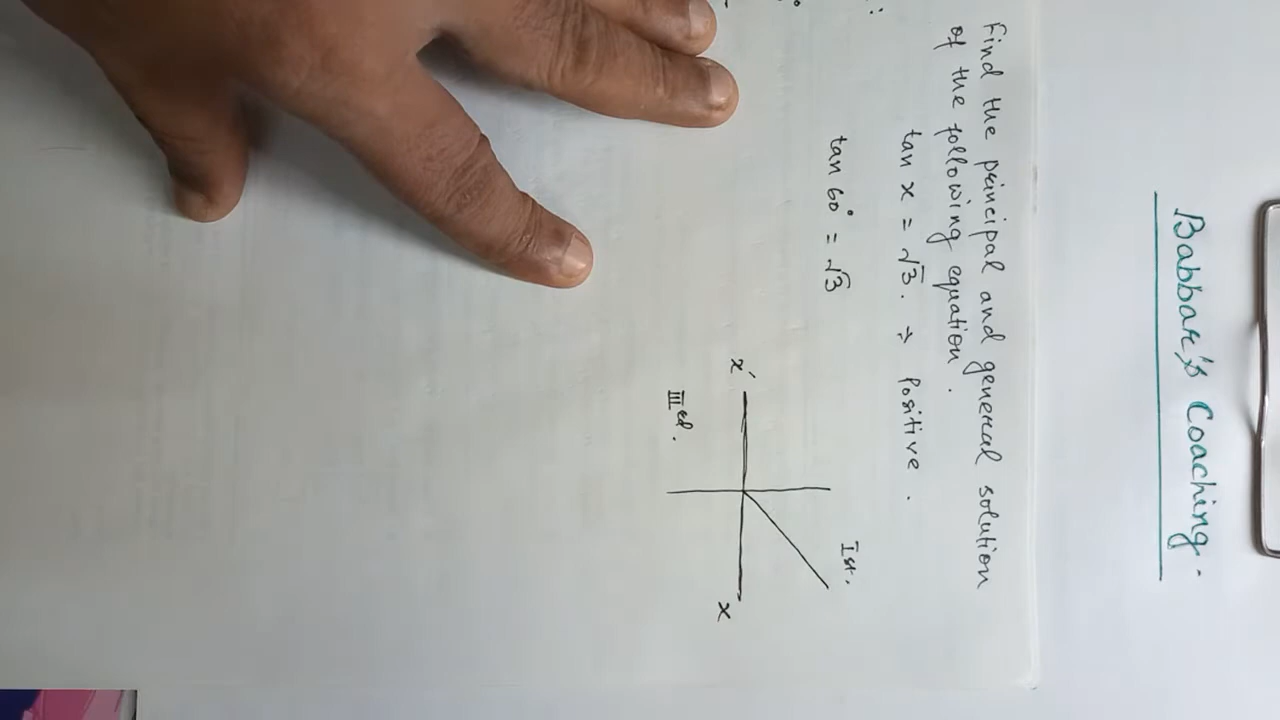 Babbar's Coaching.
Find the principal and general solution
of the following equation.
tan x = √3. → Positive.
tan 60° = √3
Ist.
x'
x
IIIrd.